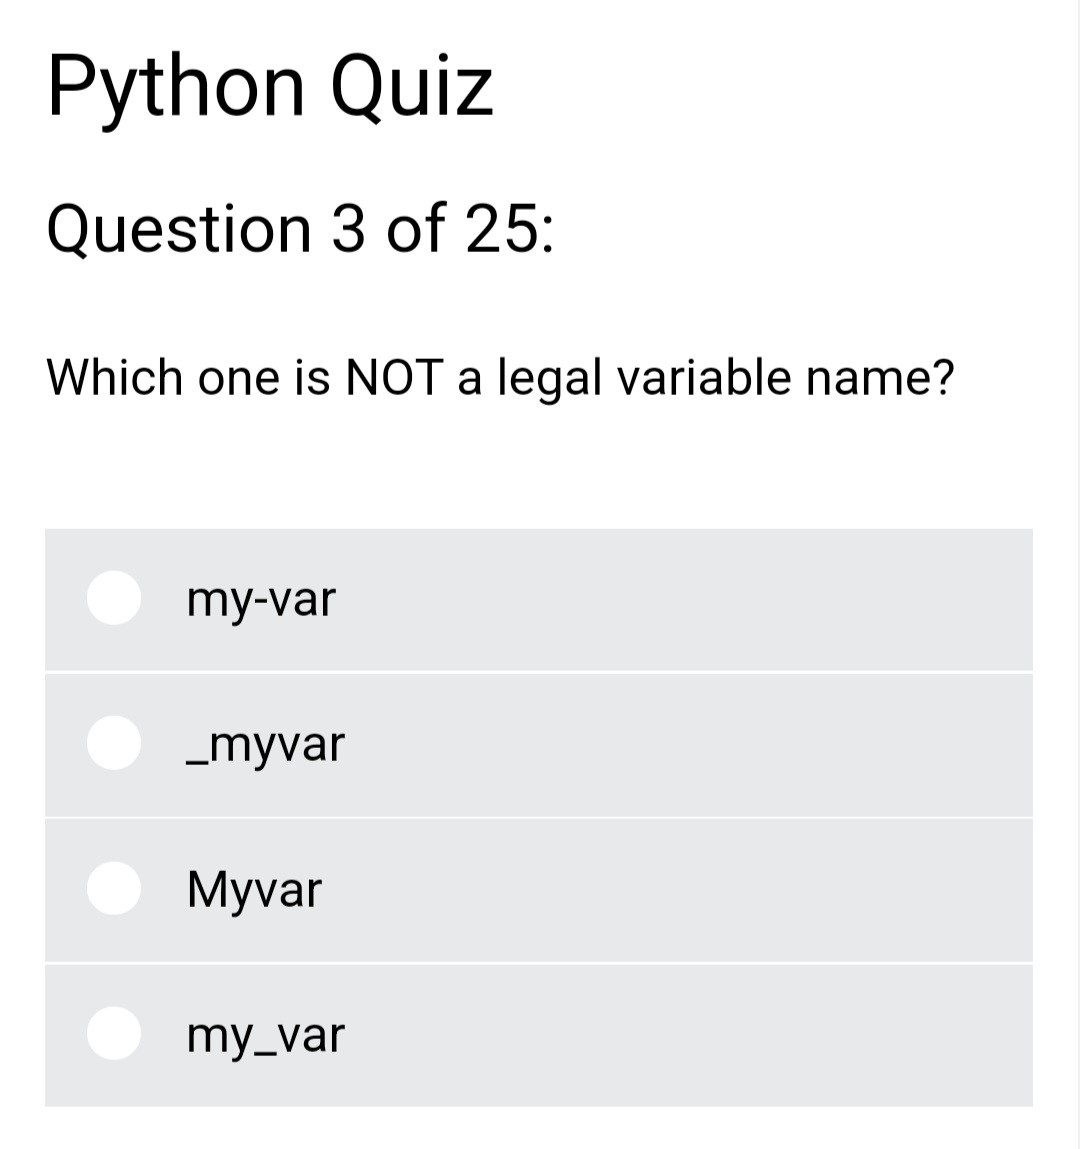 Python Quiz
Question 3 of 25:
Which one is NOT a legal variable name?
my-var
_myvar
Myvar
my_var